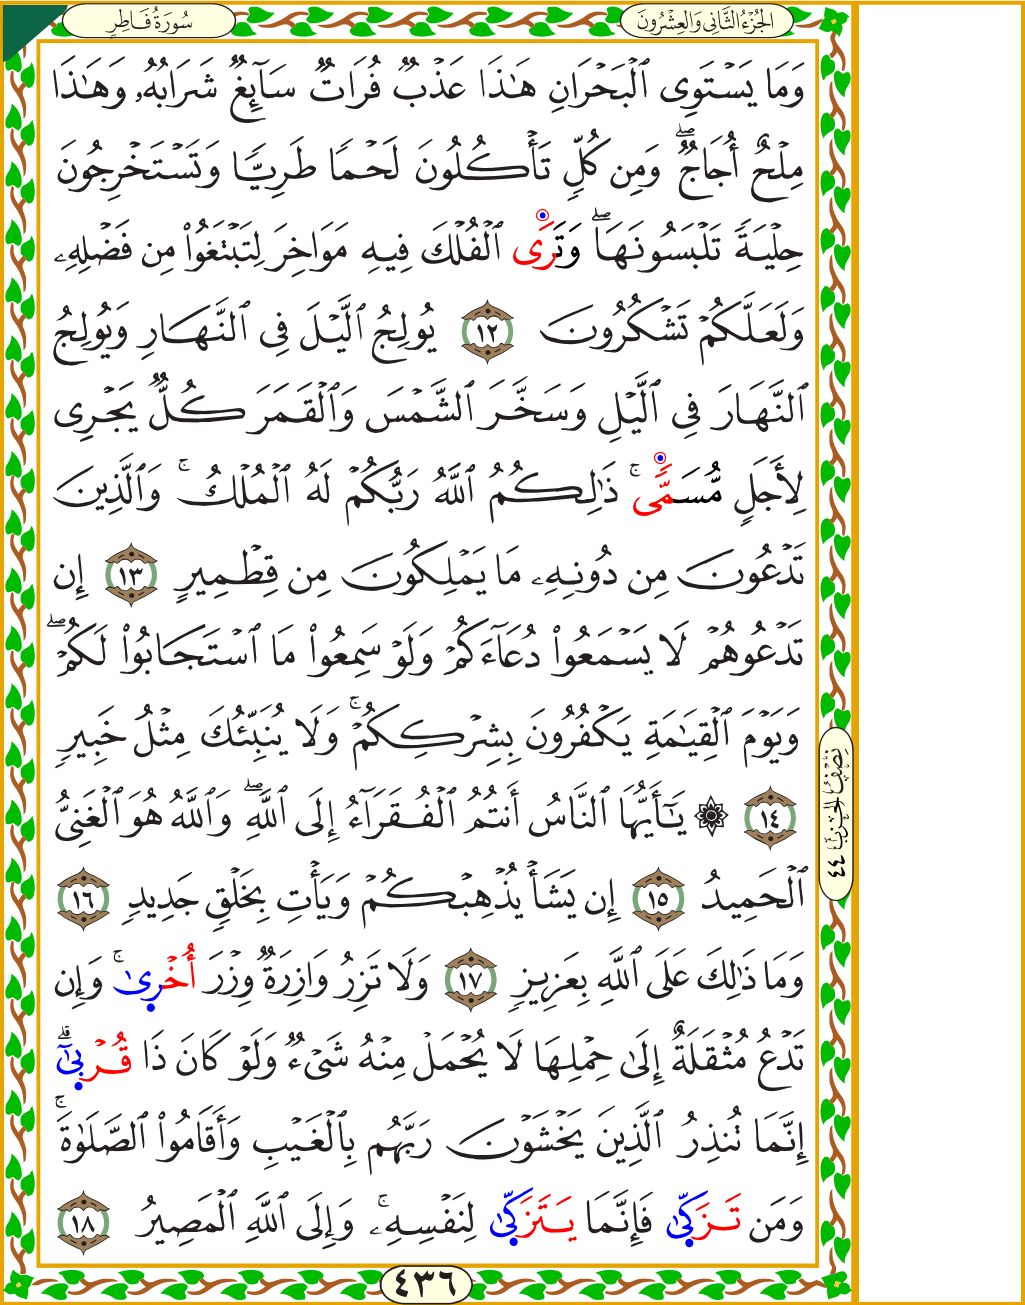 سُورَةُ فَاطِرٍ
الجُزْءُ الثَّانِي وَالعِشْرُونَ
وَمَا يَسْتَوِى ٱلْبَحْرَانِ هَٰذَا عَذْبٌ فُرَاتٌ سَآئِغٌ شَرَابُهُۥ وَهَٰذَا
مِلْحٌ أُجَاجٌ ۖ وَمِن كُلٍّ تَأْكُلُونَ لَحْمًا طَرِيًّا وَتَسْتَخْرِجُونَ
حِلْيَةً تَلْبَسُونَهَا ۖ وَتَرَى ٱلْفُلْكَ فِيهِ مَوَاخِرَ لِتَبْتَغُوا۟ مِن فَضْلِهِۦ
وَلَعَلَّكُمْ تَشْكُرُونَ ١٢ يُولِجُ ٱلَّيْلَ فِى ٱلنَّهَارِ وَيُولِجُ
ٱلنَّهَارَ فِى ٱلَّيْلِ وَسَخَّرَ ٱلشَّمْسَ وَٱلْقَمَرَ كُلٌّ يَجْرِى
لِأَجَلٍ مُّسَمًّى ۚ ذَٰلِكُمُ ٱللَّهُ رَبُّكُمْ لَهُ ٱلْمُلْكُ ۚ وَٱلَّذِينَ
تَدْعُونَ مِن دُونِهِۦ مَا يَمْلِكُونَ مِن قِطْمِيرٍ ١٣ إِن
تَدْعُوهُمْ لَا يَسْمَعُوا۟ دُعَآءَكُمْ وَلَوْ سَمِعُوا۟ مَا ٱسْتَجَابُوا۟ لَكُمْ ۖ
وَيَوْمَ ٱلْقِيَٰمَةِ يَكْفُرُونَ بِشِرْكِكُمْ ۚ وَلَا يُنَبِّئُكَ مِثْلُ خَبِيرٍ
١٤ ۞ يَٰٓأَيُّهَا ٱلنَّاسُ أَنتُمُ ٱلْفُقَرَآءُ إِلَى ٱللَّهِ ۖ وَٱللَّهُ هُوَ ٱلْغَنِىُّ
ٱلْحَمِيدُ ١٥ إِن يَشَأْ يُذْهِبْكُمْ وَيَأْتِ بِخَلْقٍ جَدِيدٍ ١٦
وَمَا ذَٰلِكَ عَلَى ٱللَّهِ بِعَزِيزٍ ١٧ وَلَا تَزِرُ وَازِرَةٌ وِزْرَ أُخْرَىٰ ۚ وَإِن
تَدْعُ مُثْقَلَةٌ إِلَىٰ حِمْلِهَا لَا يُحْمَلْ مِنْهُ شَىْءٌ وَلَوْ كَانَ ذَا قُرْبَىٰٓ ۗ
إِنَّمَا تُنذِرُ ٱلَّذِينَ يَخْشَوْنَ رَبَّهُم بِٱلْغَيْبِ وَأَقَامُوا۟ ٱلصَّلَوٰةَ ۚ
وَمَن تَزَكَّىٰ فَإِنَّمَا يَتَزَكَّىٰ لِنَفْسِهِۦ ۚ وَإِلَى ٱللَّهِ ٱلْمَصِيرُ ١٨
نِصْفُ الحِزْبِ ٤٤
٤٣٦